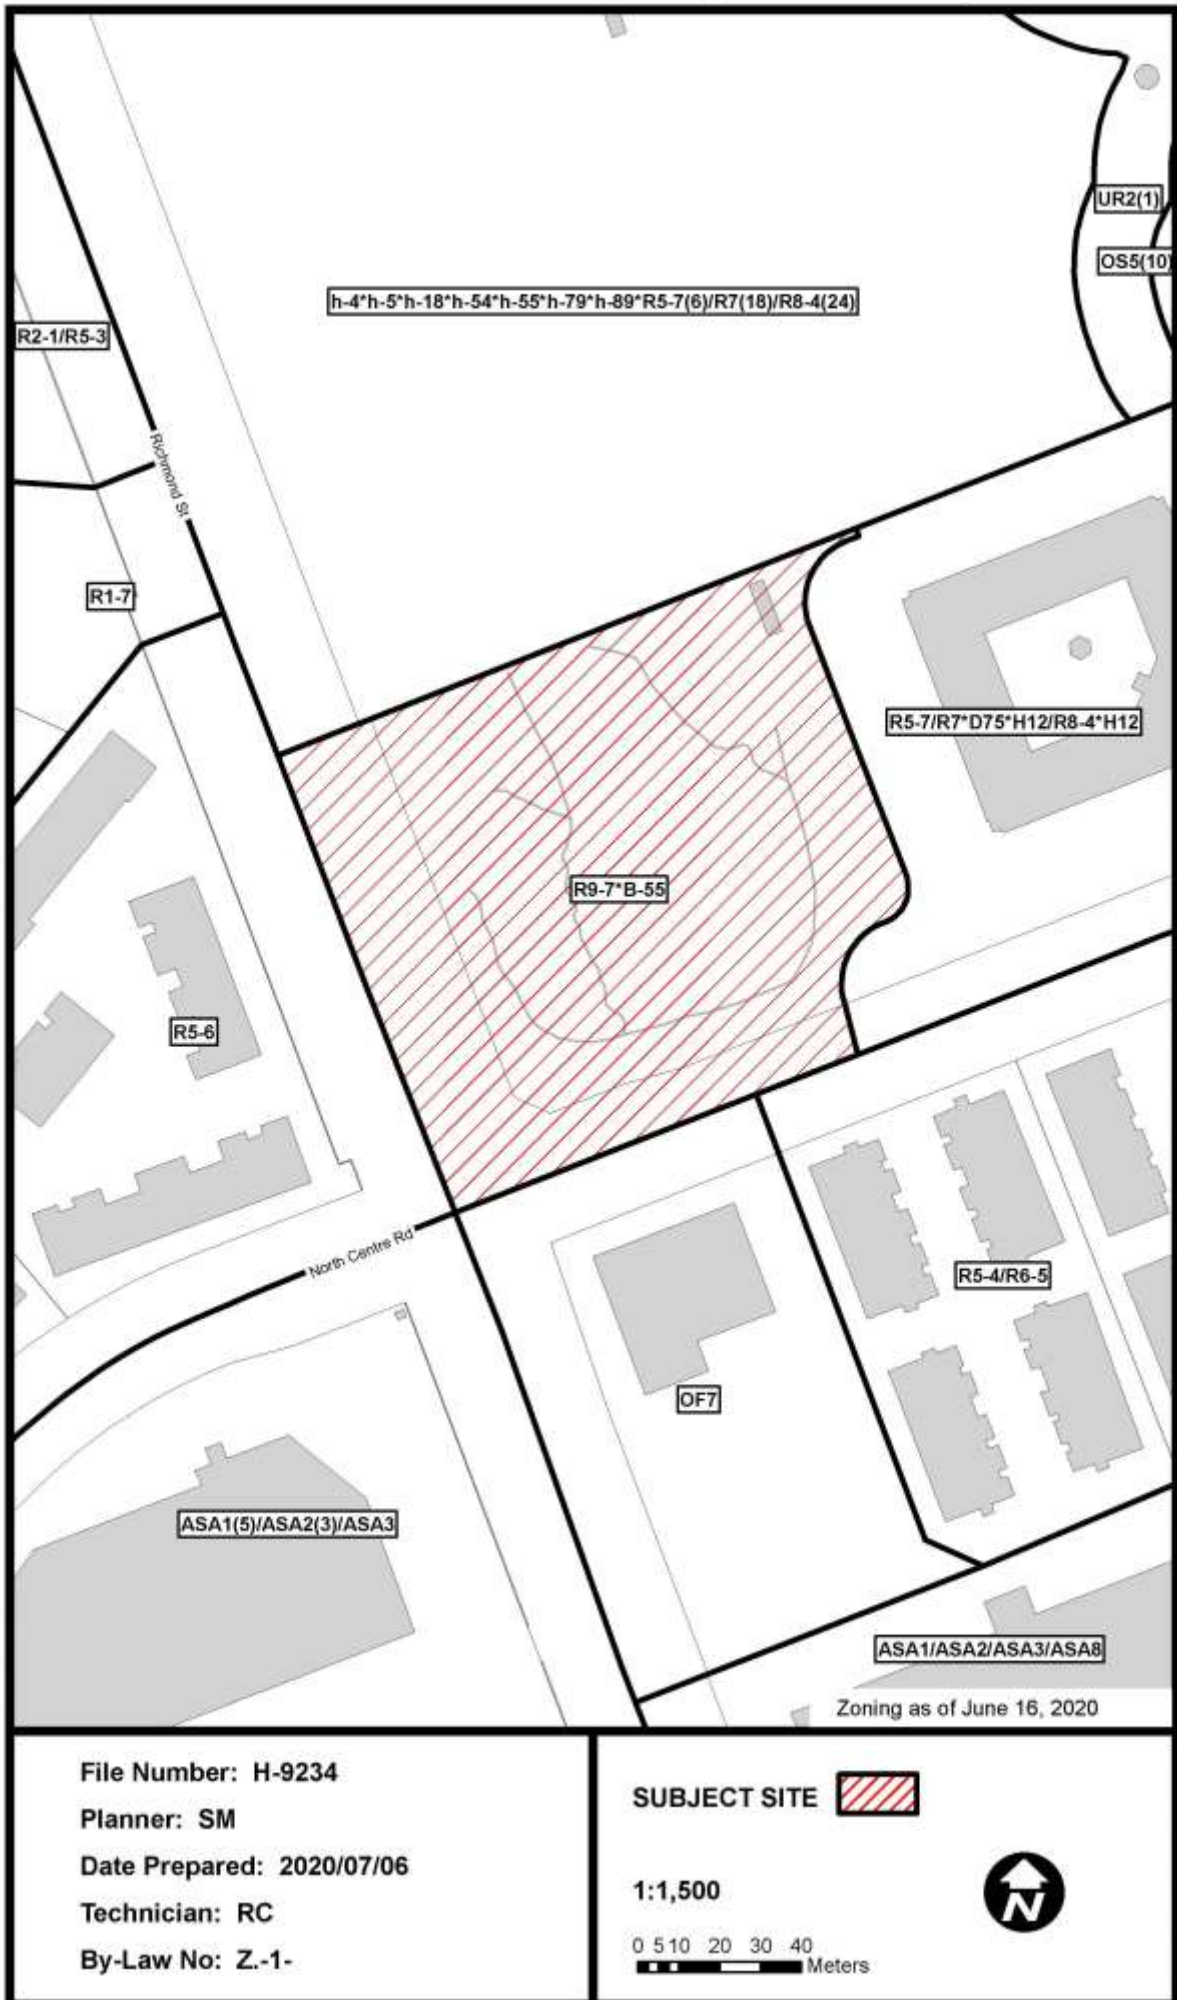 UR2(1)
OS5(10)
h-4*h-5*h-18*h-54*h-55*h-79*h-89*R5-7(6)/R7(18)/R8-4(24)
R2-1/R5-3
Richmond St
R1-7
R5-7/R7*D75*H12/R8-4*H12
R9-7*B-55
R5-6
North Centre Rd
R5-4/R6-5
OF7
ASA1(5)/ASA2(3)/ASA3
ASA1/ASA2/ASA3/ASA8
Zoning as of June 16, 2020
File Number: H-9234
Planner: SM
Date Prepared: 2020/07/06
Technician: RC
By-Law No: Z.-1-
SUBJECT SITE
1:1,500
N
0 5 10 20 30 40
Meters